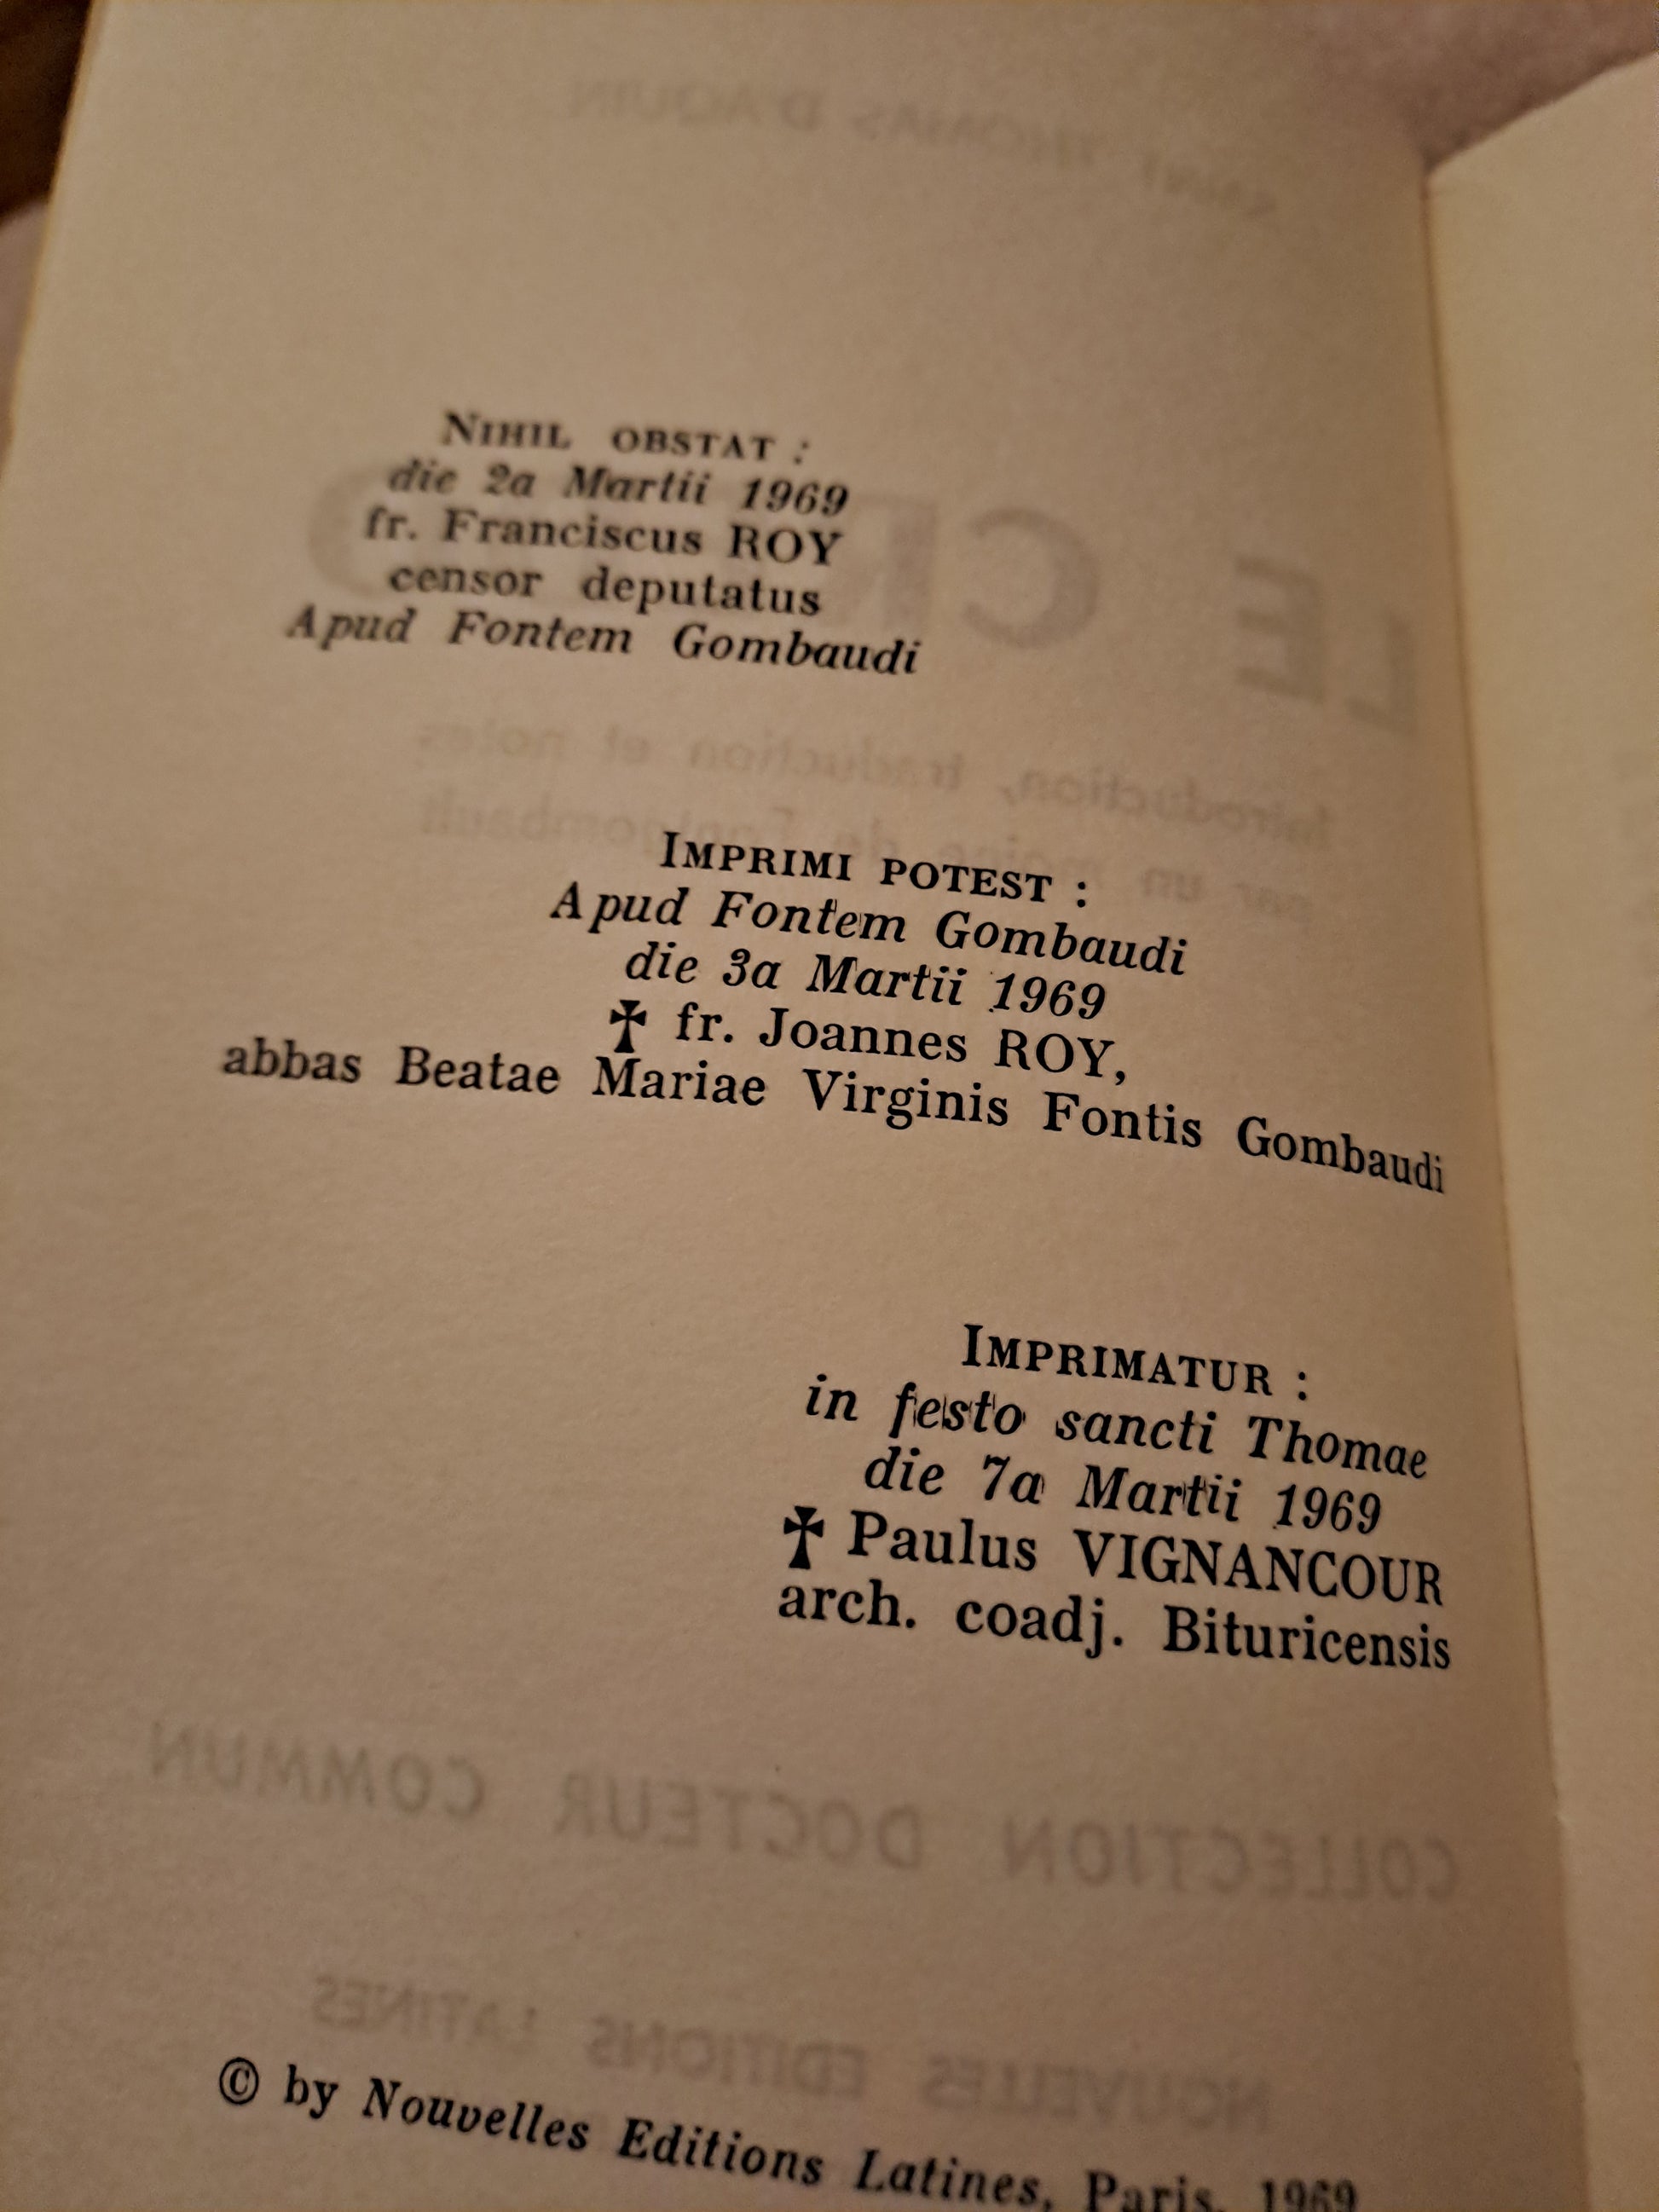 NIHIL OBSTAT :
die 2a Martii 1969
fr. Franciscus ROY
censor deputatus
Apud Fontem Gombaudi
IMPRIMI POTEST :
Apud Fontem Gombaudi
die 3a Martii 1969
✝ fr. Joannes ROY,
abbas Beatae Mariae Virginis Fontis Gombaudi
IMPRIMATUR :
in festo sancti Thomae
die 7a Martii 1969
✝ Paulus VIGNANCOUR
arch. coadj. Bituricensis
© by Nouvelles Editions Latines, Paris, 1969